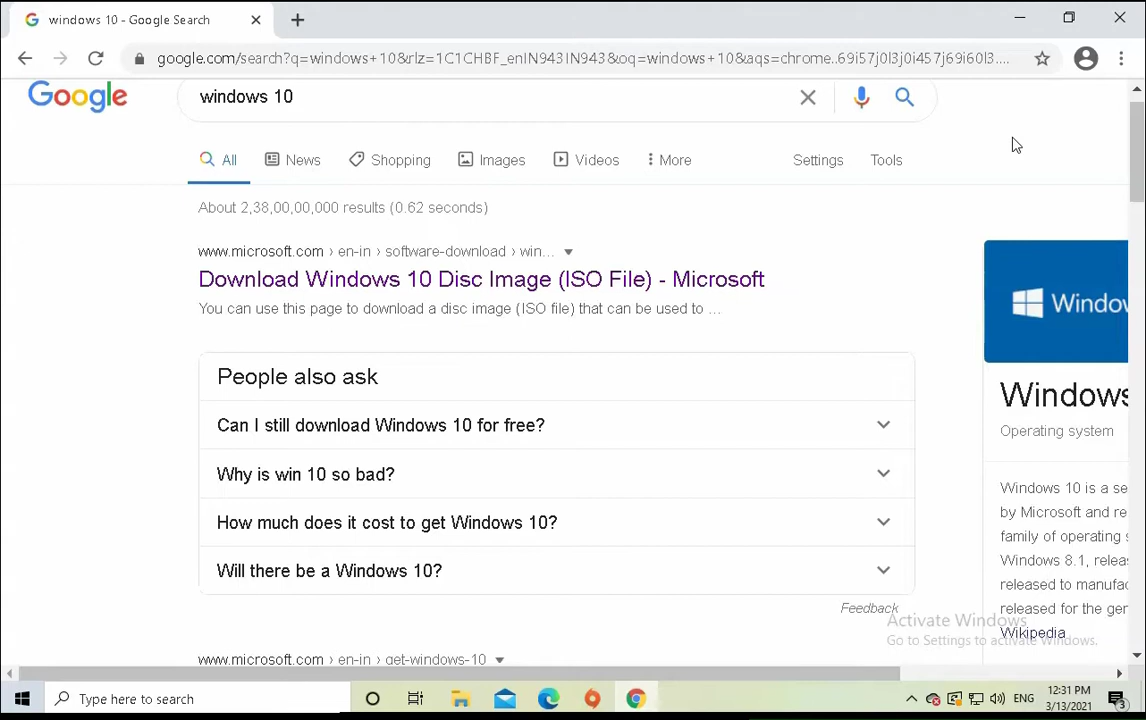 windows 10 - Google Search
google.com/search?q=windows+10&rlz=1C1CHBF_enIN943IN943&oq=windows+10&aqs=chrome..69i57j0l3j0i457j69i60l3....
Google
windows 10
All News Shopping Images Videos More Settings Tools
About 2,38,00,00,000 results (0.62 seconds)
www.microsoft.com › en-in › software-download › win...
Download Windows 10 Disc Image (ISO File) - Microsoft
You can use this page to download a disc image (ISO file) that can be used to ...
People also ask
Can I still download Windows 10 for free?
Why is win 10 so bad?
How much does it cost to get Windows 10?
Will there be a Windows 10?
Feedback
www.microsoft.com › en-in › get-windows-10
Window
Windows
Operating system
Windows 10 is a se
by Microsoft and re
family of operating s
Windows 8.1, releas
released to manufac
released for the gen
Wikipedia
Activate Windows
Go to Settings to activate Windows.
Type here to search
ENG
12:31 PM
3/13/2021
3